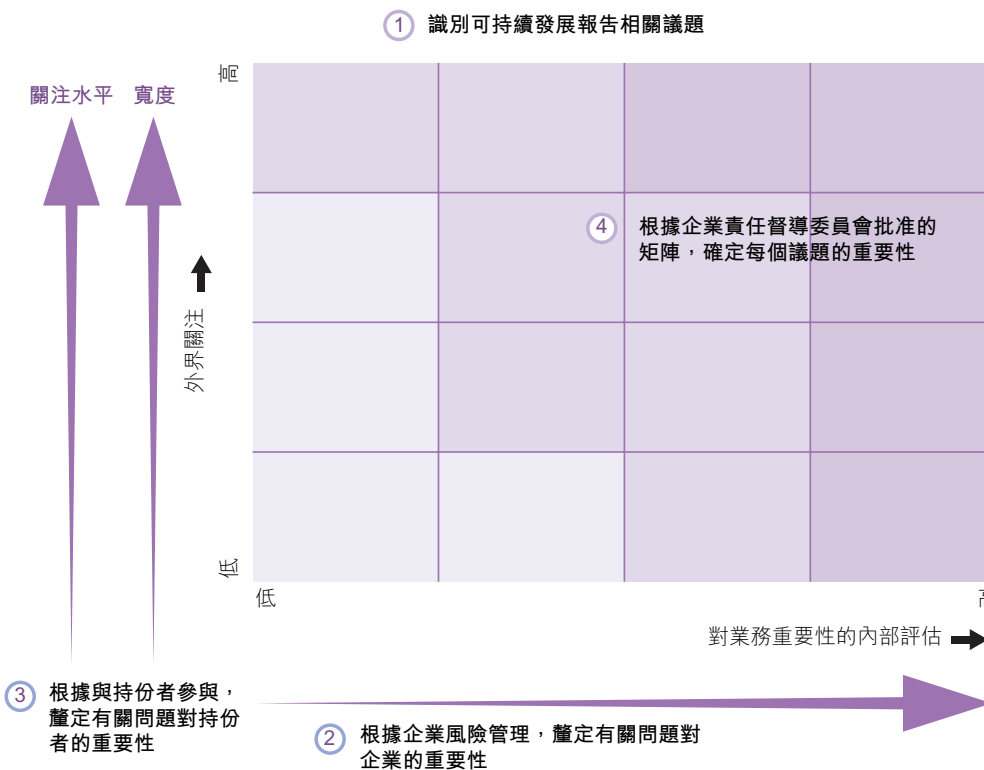 1 識別可持續發展報告相關議題
關注水平 寬度
高
4 根據企業責任督導委員會批准的
矩陣，確定每個議題的重要性
外界關注
低
低
對業務重要性的內部評估
3 根據與持份者參與，
釐定有關問題對持份
者的重要性
2 根據企業風險管理，釐定有關問題對
企業的重要性